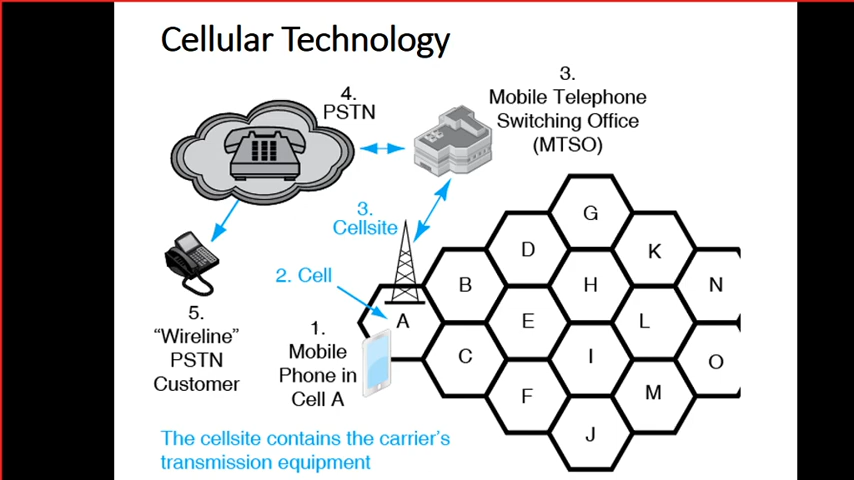 Cellular Technology
4.
PSTN
3.
Mobile Telephone
Switching Office
(MTSO)
3.
Cellsite
2. Cell
5.
“Wireline”
PSTN
Customer
1.
Mobile
Phone in
Cell A
A
B
C
D
E
F
G
H
I
J
K
L
M
N
O
The cellsite contains the carrier’s
transmission equipment